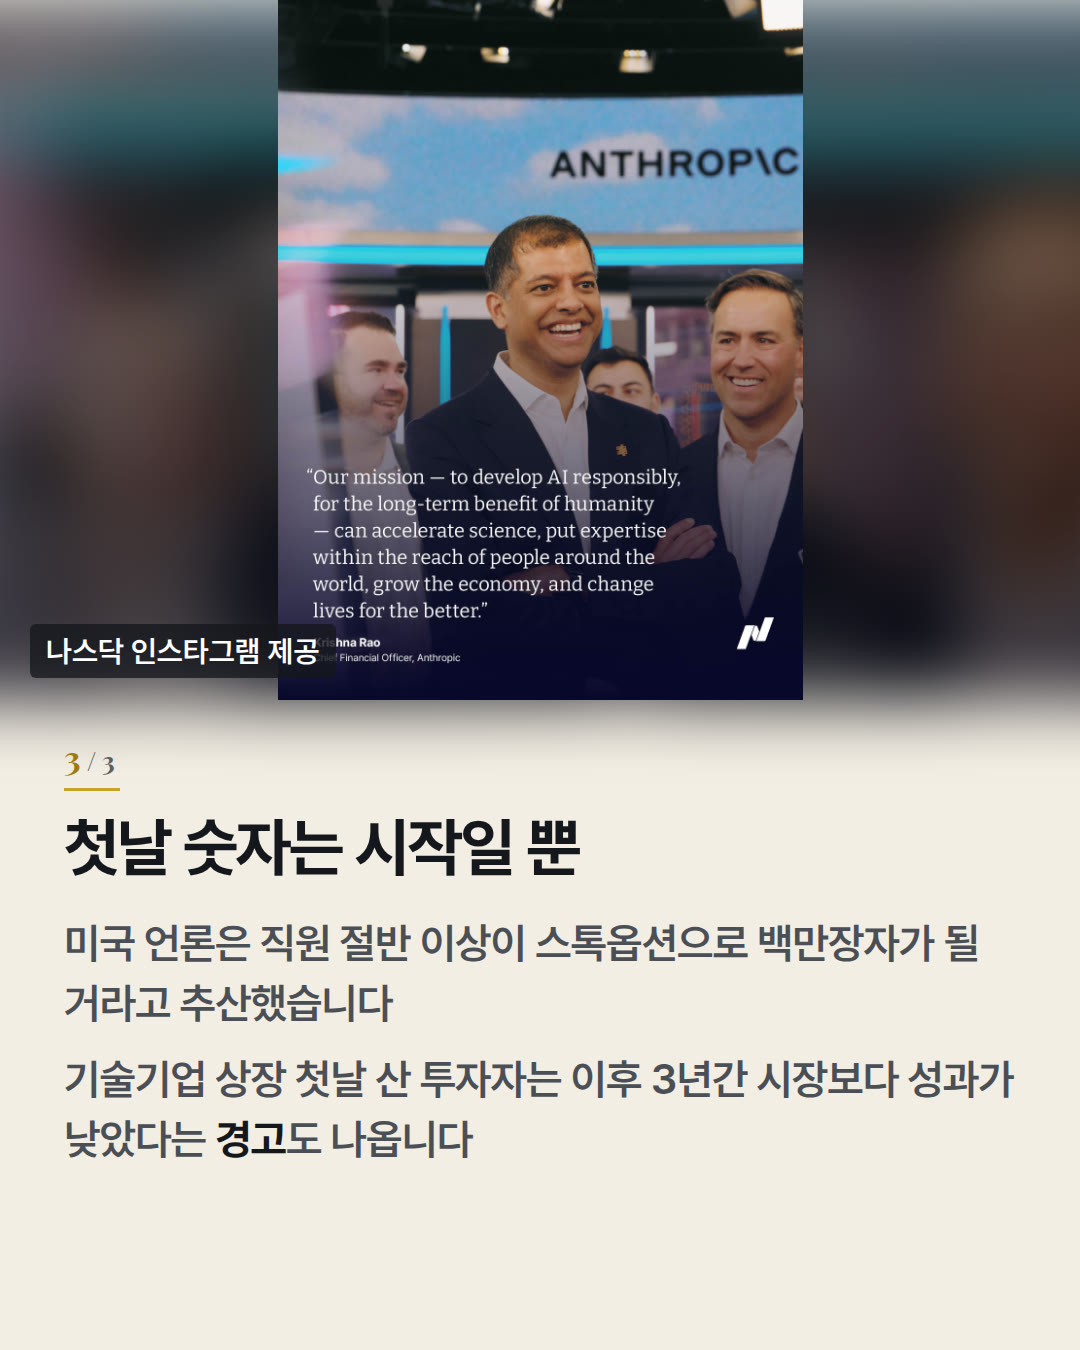 ANTHROP\C
“Our mission — to develop AI responsibly,
for the long-term benefit of humanity
— can accelerate science, put expertise
within the reach of people around the
world, grow the economy, and change
lives for the better.”
Krishna Rao
Chief Financial Officer, Anthropic
나스닥 인스타그램 제공
3 / 3
첫날 숫자는 시작일 뿐
미국 언론은 직원 절반 이상이 스톡옵션으로 백만장자가 될
거라고 추산했습니다
기술기업 상장 첫날 산 투자자는 이후 3년간 시장보다 성과가
낮았다는 경고도 나옵니다